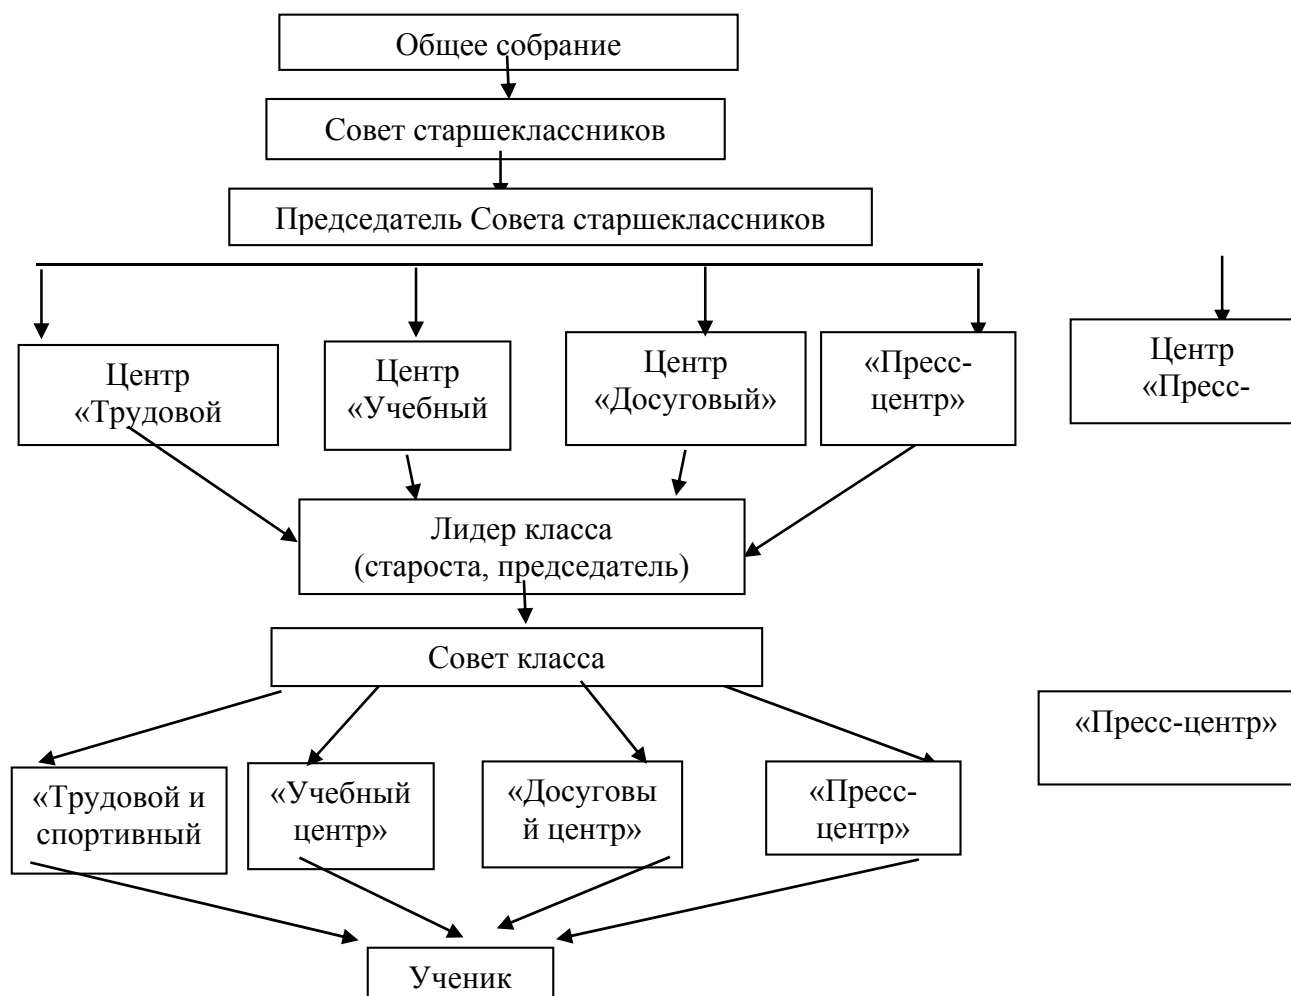 Общее собрание
Совет старшеклассников
Председатель Совета старшеклассников
Центр
«Трудовой
Центр
«Учебный
Центр
«Досуговый»
«Пресс-
центр»
Центр
«Пресс-
Лидер класса
(староста, председатель)
Совет класса
«Пресс-центр»
«Трудовой и
спортивный
«Учебный
центр»
«Досуговы
й центр»
«Пресс-
центр»
Ученик